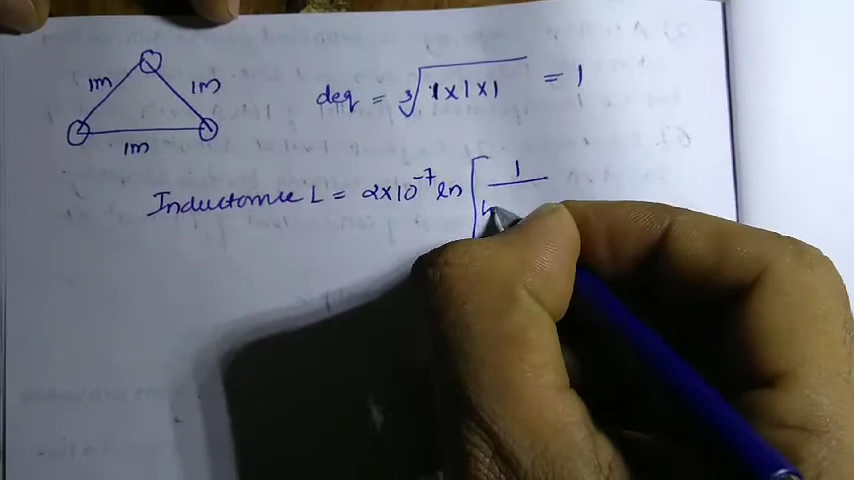 1m 1m
1m
deq = ∛1×1×1 = 1
Inductance L = 2×10⁻⁷ ln [ 1